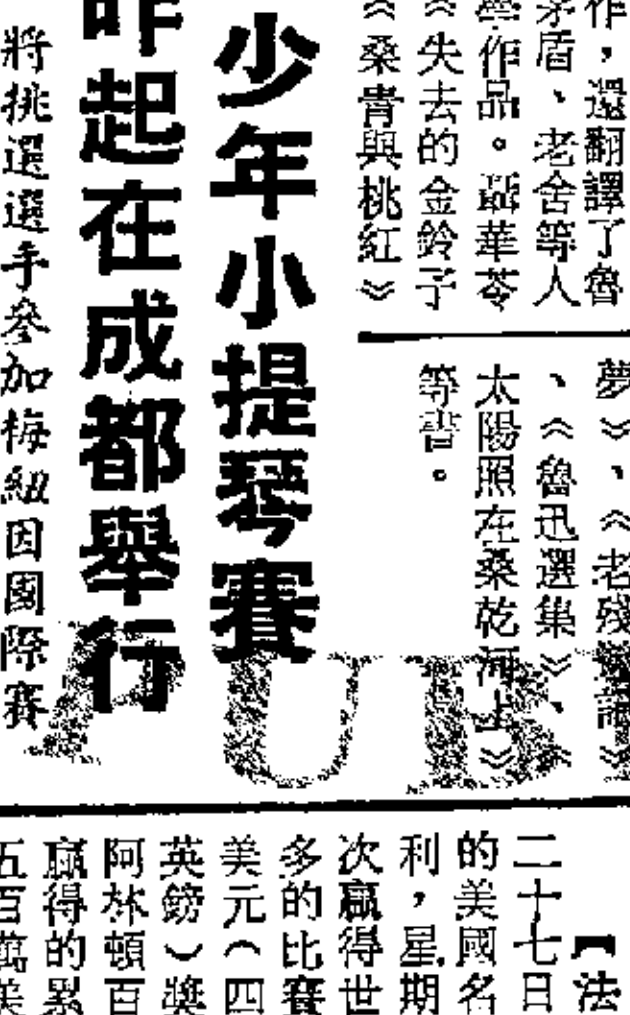 作，還翻譯了魯
矛盾、老舍等人
學作品。聶華苓
《失去的金鈴子
《桑青與桃紅》
夢》、《老殘遊記》
、《魯迅選集》、《
太陽照在桑乾河上》
等書。
少年小提琴賽
昨起在成都舉行
將挑選選手參加梅紐因國際賽
【法
二十七日
的美國名
利，星期
次贏得世
多的比賽
美元（四
英鎊）獎
阿林頓百
贏得的累
五百萬美